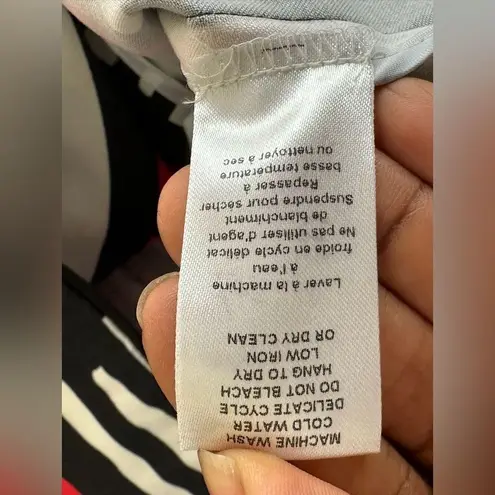 MACHINE WASH
COLD WATER
DELICATE CYCLE
DO NOT BLEACH
HANG TO DRY
LOW IRON
OR DRY CLEAN
Laver à la machine
à l'eau
froide en cycle délicat
Ne pas utiliser d'agent
de blanchiment
Suspendre pour sécher
Repasser à
basse température
ou nettoyer à sec